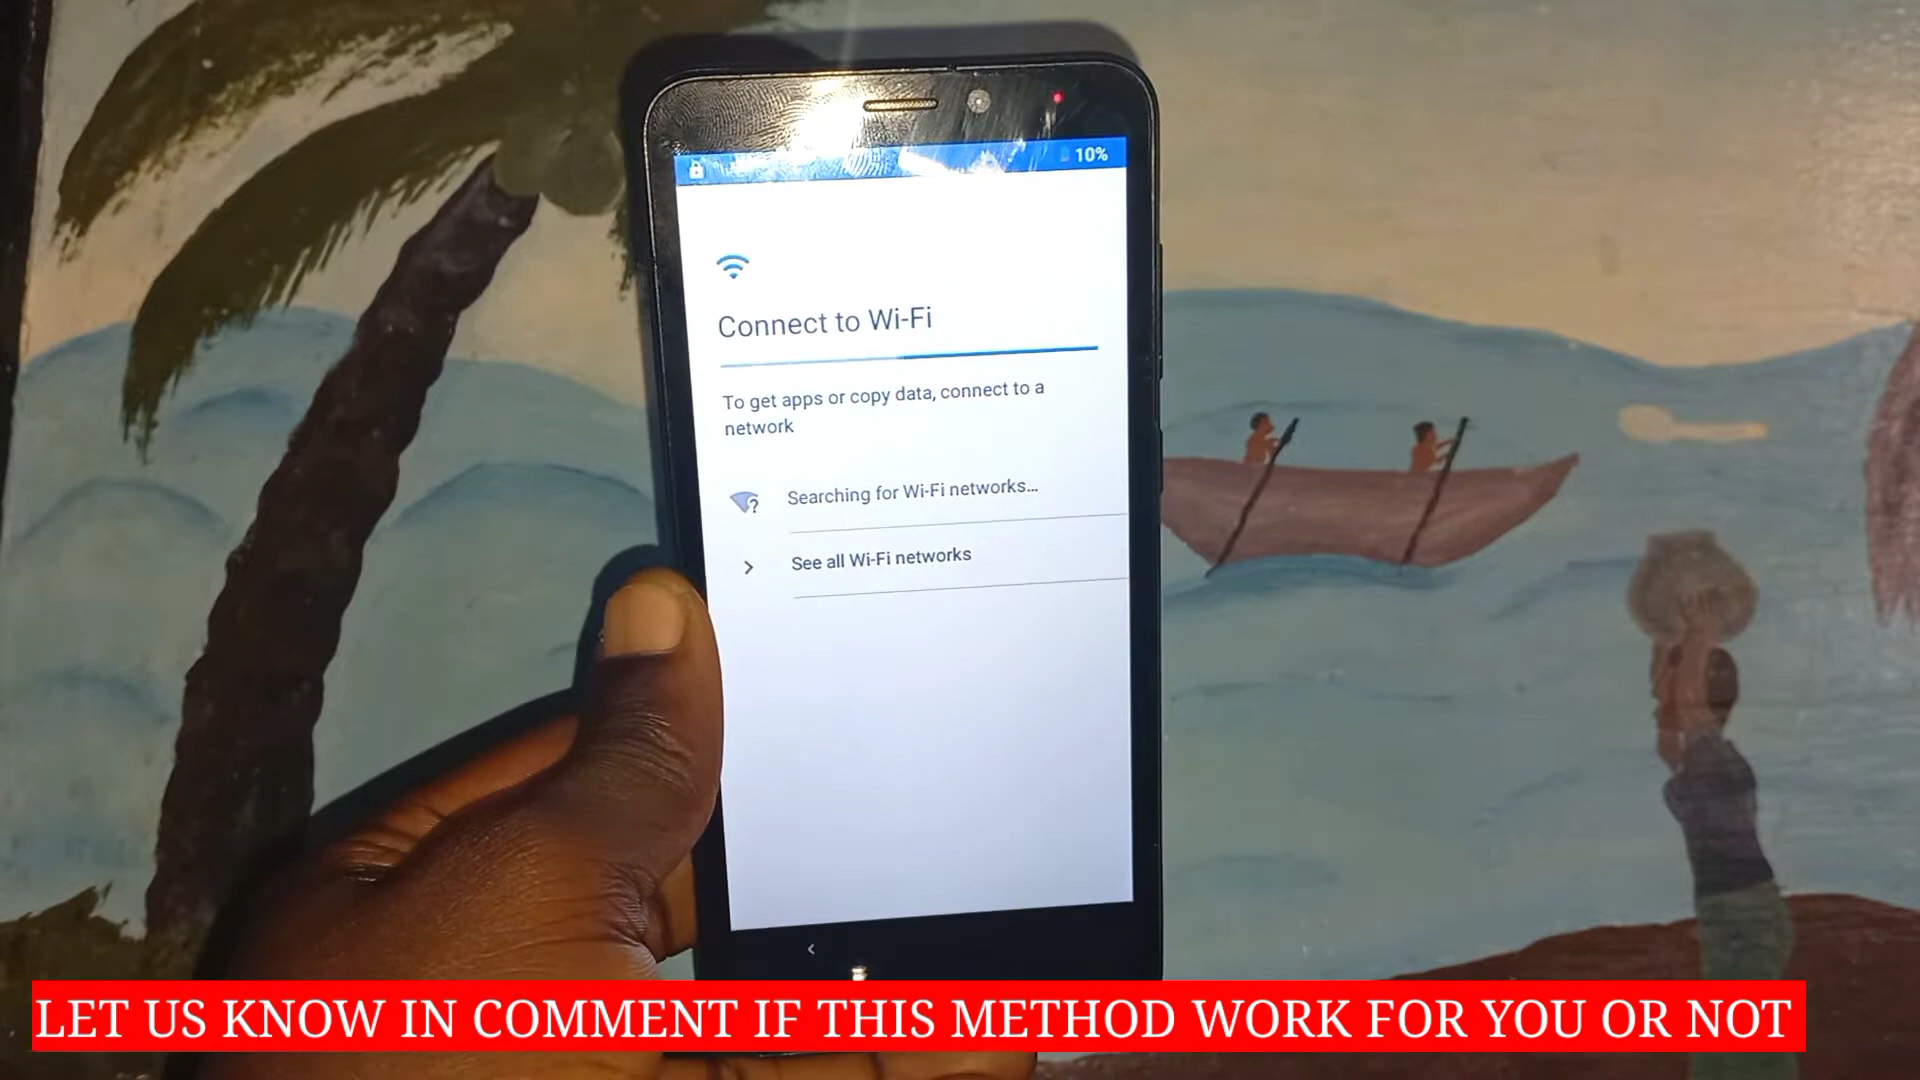 10%
Connect to Wi-Fi
To get apps or copy data, connect to a
network
Searching for Wi-Fi networks...
See all Wi-Fi networks
LET US KNOW IN COMMENT IF THIS METHOD WORK FOR YOU OR NOT